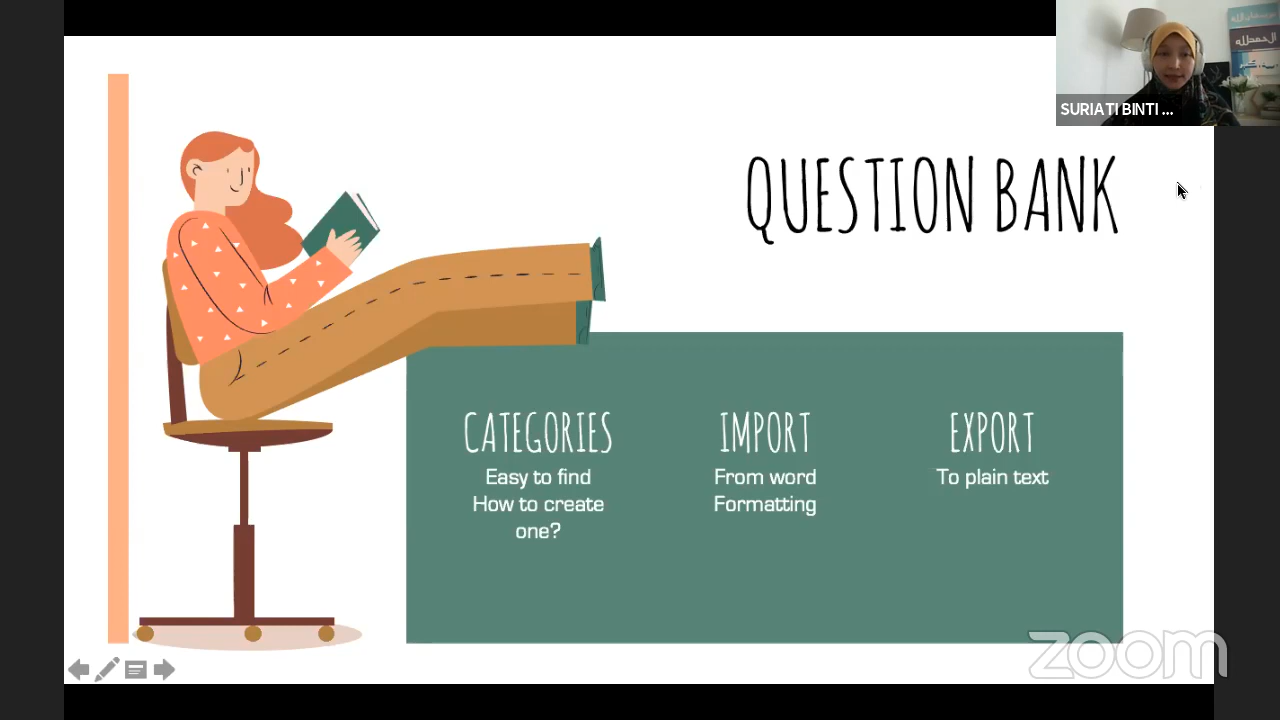 SURIATI BINTI ...
الحمدلله
QUESTION BANK
CATEGORIES
Easy to find
How to create
one?
IMPORT
From word
Formatting
EXPORT
To plain text
zoom